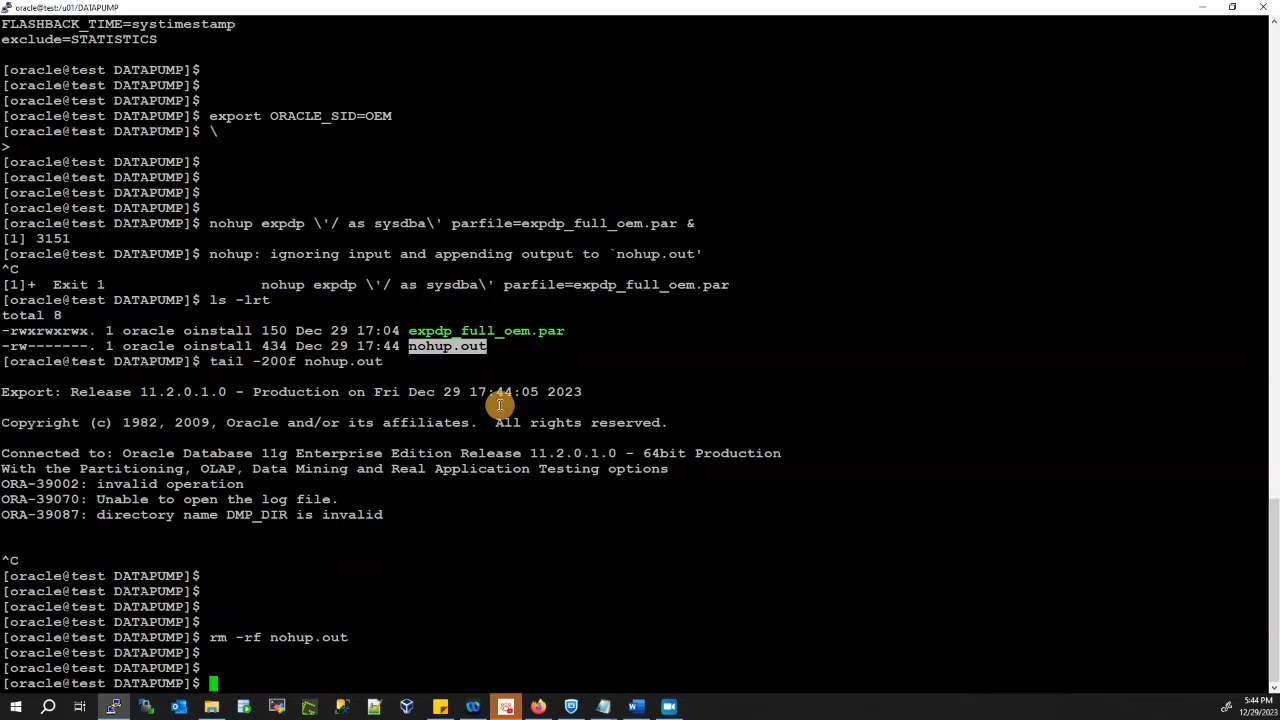 oracle@test:/u01/DATAPUMP
FLASHBACK_TIME=systimestamp
exclude=STATISTICS
[oracle@test DATAPUMP]$
[oracle@test DATAPUMP]$
[oracle@test DATAPUMP]$
[oracle@test DATAPUMP]$ export ORACLE_SID=OEM
[oracle@test DATAPUMP]$ \
>
[oracle@test DATAPUMP]$
[oracle@test DATAPUMP]$
[oracle@test DATAPUMP]$
[oracle@test DATAPUMP]$
[oracle@test DATAPUMP]$ nohup expdp \'/ as sysdba\' parfile=expdp_full_oem.par &
[1] 3151
[oracle@test DATAPUMP]$ nohup: ignoring input and appending output to `nohup.out'
^C
[1]+  Exit 1                  nohup expdp \'/ as sysdba\' parfile=expdp_full_oem.par
[oracle@test DATAPUMP]$ ls -lrt
total 8
-rwxrwxrwx. 1 oracle oinstall 150 Dec 29 17:04 expdp_full_oem.par
-rw-------. 1 oracle oinstall 434 Dec 29 17:44 nohup.out
[oracle@test DATAPUMP]$ tail -200f nohup.out
Export: Release 11.2.0.1.0 - Production on Fri Dec 29 17:44:05 2023
Copyright (c) 1982, 2009, Oracle and/or its affiliates.  All rights reserved.
Connected to: Oracle Database 11g Enterprise Edition Release 11.2.0.1.0 - 64bit Production
With the Partitioning, OLAP, Data Mining and Real Application Testing options
ORA-39002: invalid operation
ORA-39070: Unable to open the log file.
ORA-39087: directory name DMP_DIR is invalid
^C
[oracle@test DATAPUMP]$
[oracle@test DATAPUMP]$
[oracle@test DATAPUMP]$
[oracle@test DATAPUMP]$
[oracle@test DATAPUMP]$ rm -rf nohup.out
[oracle@test DATAPUMP]$
[oracle@test DATAPUMP]$
[oracle@test DATAPUMP]$
5:44 PM
12/29/2023